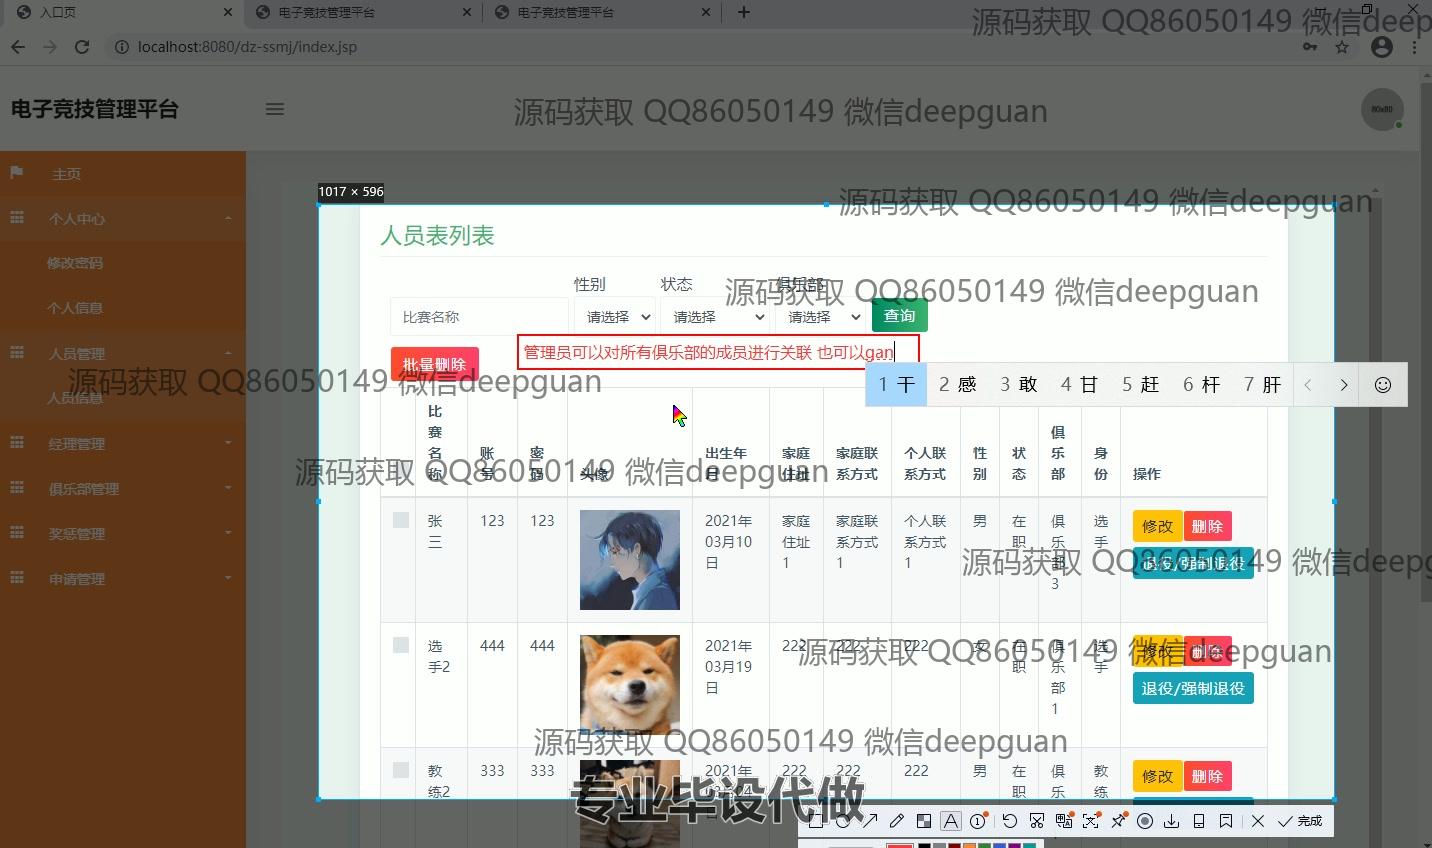 入口页
电子竞技管理平台
电子竞技管理平台
localhost:8080/dz-ssmj/index.jsp
源码获取 QQ86050149 微信deepg
电子竞技管理平台
源码获取 QQ86050149 微信deepguan
80x80
主页
个人中心
修改密码
个人信息
人员管理
人员信息
经理管理
俱乐部管理
奖惩管理
申请管理
1017 × 596
源码获取 QQ86050149 微信deepguan
人员表列表
性别 状态 俱乐部
源码获取 QQ86050149 微信deepguan
比赛名称 请选择 请选择 请选择 查询
管理员可以对所有俱乐部的成员进行关联 也可以gan
批量删除
1 干 2 感 3 敢 4 甘 5 赶 6 杆 7 肝
源码获取 QQ86050149 微信deepguan
比赛名称 账号 密码 头像 出生年日 家庭住址 家庭联系方式 个人联系方式 性别 状态 俱乐部 身份 操作
源码获取 QQ86050149 微信deepguan
张三 123 123 2021年03月10日 家庭住址1 家庭联系方式1 个人联系方式1 男 在职 俱乐部3 选手 修改 删除
退役/强制退役
源码获取 QQ86050149 微信deepg
选手2 444 444 2021年03月19日 222 222 222 女 在职 俱乐部1 选手 修改 删除
退役/强制退役
源码获取 QQ86050149 微信deepguan
源码获取 QQ86050149 微信deepguan
教练2 333 333 2021年 222 222 222 男 在职 俱乐 教练 修改 删除
专业毕设代做
完成